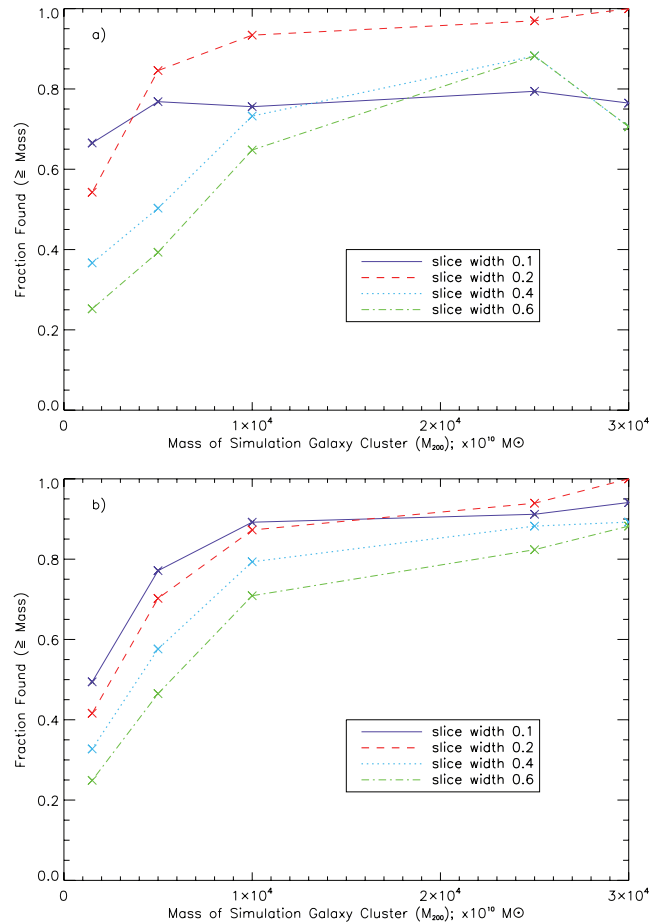 a)
1.0
0.8
0.6
0.4
0.2
0.0
Fraction Found (≥ Mass)
slice width 0.1
slice width 0.2
slice width 0.4
slice width 0.6
0 1×10⁴ 2×10⁴ 3×10⁴
Mass of Simulation Galaxy Cluster (M₂₀₀); ×10¹⁰ M⊙
b)
1.0
0.8
0.6
0.4
0.2
0.0
Fraction Found (≥ Mass)
slice width 0.1
slice width 0.2
slice width 0.4
slice width 0.6
0 1×10⁴ 2×10⁴ 3×10⁴
Mass of Simulation Galaxy Cluster (M₂₀₀); ×10¹⁰ M⊙